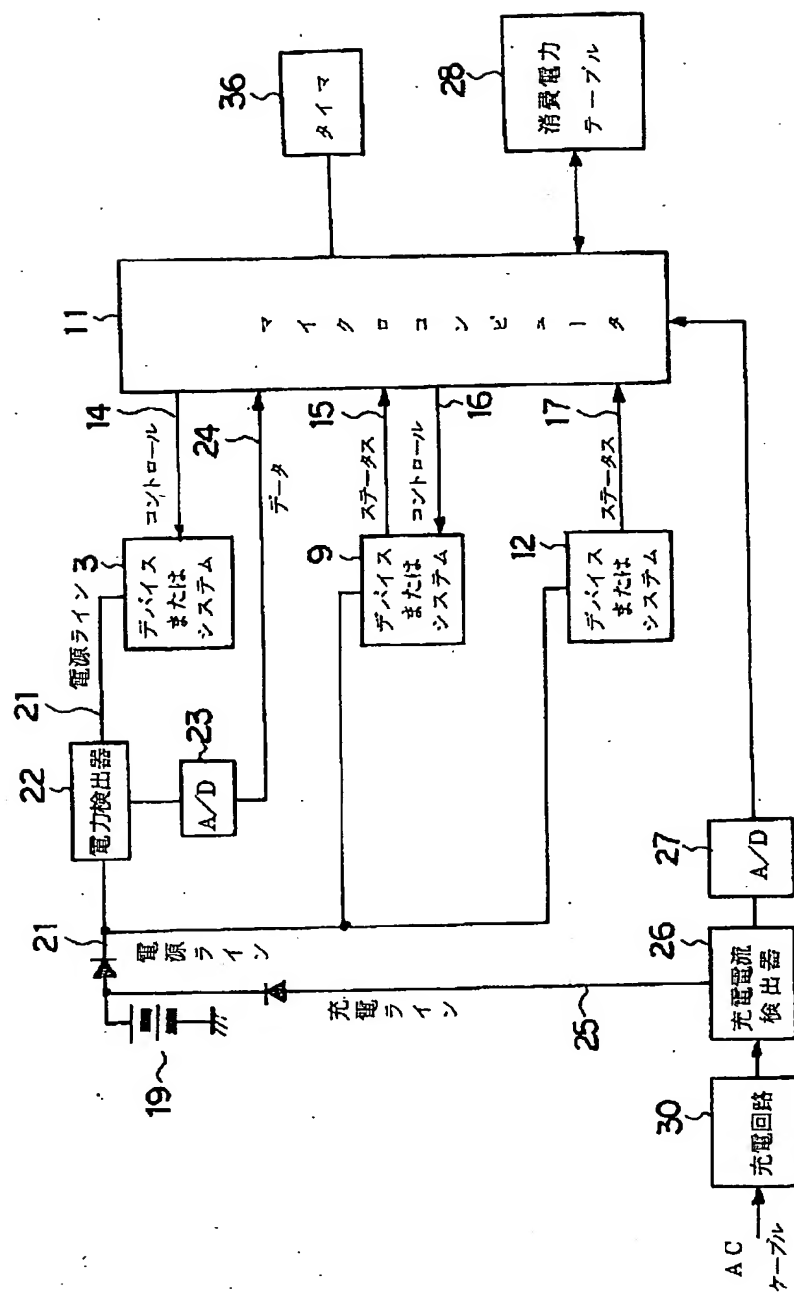 19
21
電源ライン
22
電力検出器
21
電源ライン
23
A/D
3
デバイス
または
システム
14
コントロール
24
データ
9
デバイス
または
システム
15
ステータス
16
コントロール
12
デバイス
または
システム
17
ステータス
11
マイクロコンピュータ
36
タイマ
28
消費電力
テーブル
充電ライン
25
AC
ケーブル
30
充電回路
26
充電電流
検出器
27
A/D